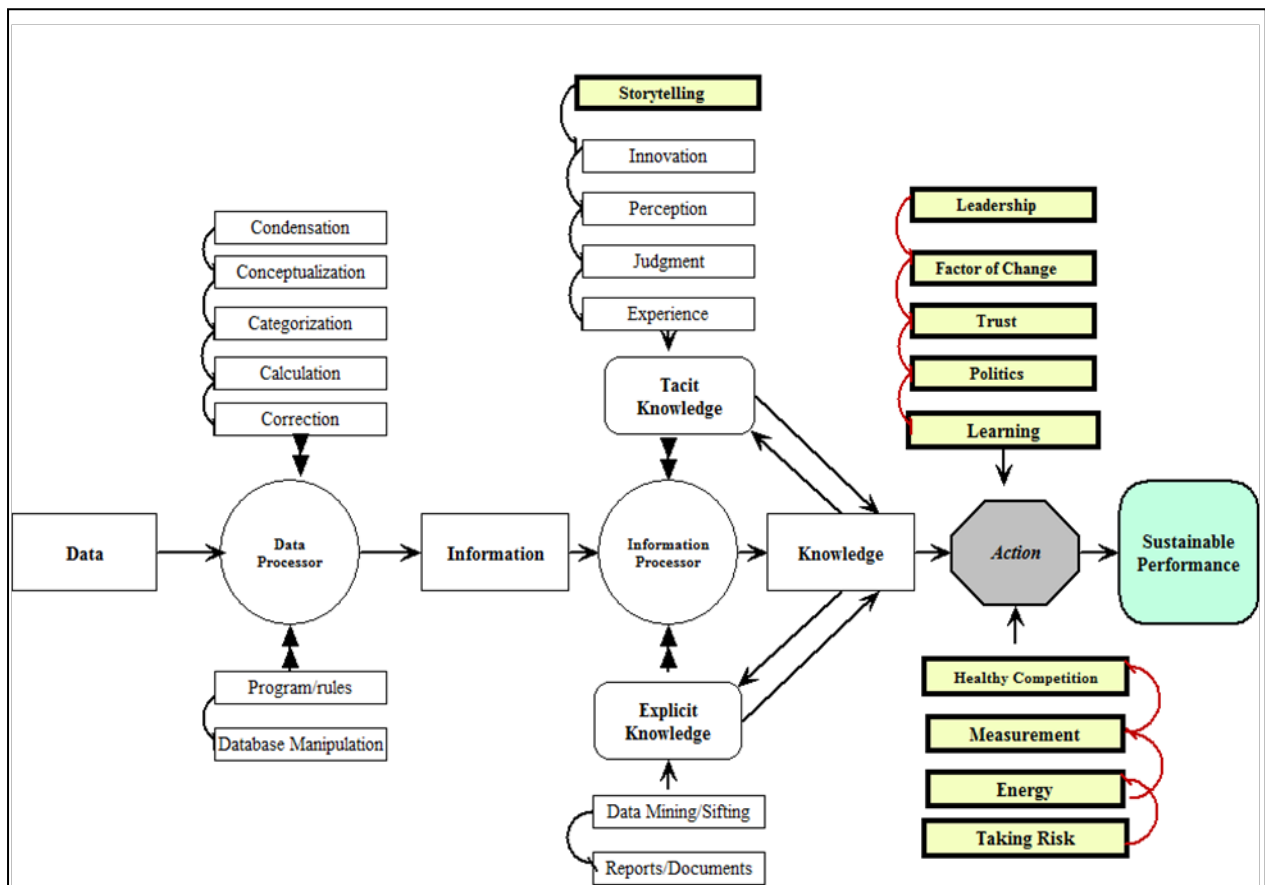 Storytelling
Innovation
Perception
Judgment
Experience
Leadership
Factor of Change
Trust
Politics
Learning
Condensation
Conceptualization
Categorization
Calculation
Correction
Tacit
Knowledge
Data
Data
Processor
Information
Information
Processor
Knowledge
Action
Sustainable
Performance
Program/rules
Database Manipulation
Explicit
Knowledge
Data Mining/Sifting
Reports/Documents
Healthy Competition
Measurement
Energy
Taking Risk